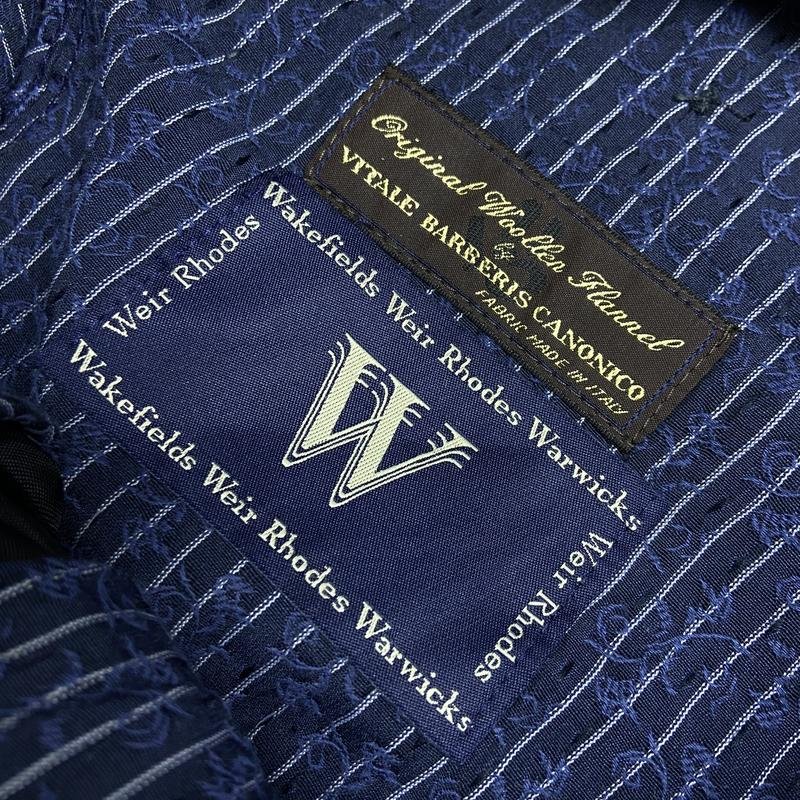 Original Woollen Flannel
by
VITALE BARBERIS CANONICO
FABRIC MADE IN ITALY
Wakefields Weir Rhodes Warwicks
Weir Rhodes
W
Weir Rhodes
Wakefields Weir Rhodes Warwicks